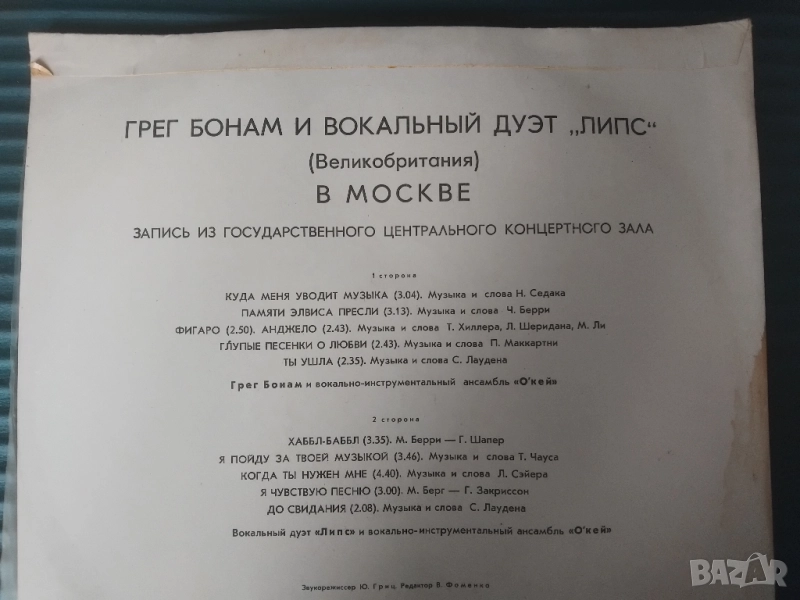 ГРЕГ БОНАМ И ВОКАЛЬНЫЙ ДУЭТ „ЛИПС“
(Великобритания)
В МОСКВЕ
ЗАПИСЬ ИЗ ГОСУДАРСТВЕННОГО ЦЕНТРАЛЬНОГО КОНЦЕРТНОГО ЗАЛА
1 сторона
КУДА МЕНЯ УВОДИТ МУЗЫКА (3.04). Музыка и слова Н. Седака
ПАМЯТИ ЭЛВИСА ПРЕСЛИ (3.13). Музыка и слова Ч. Берри
ФИГАРО (2.50). АНДЖЕЛО (2.43). Музыка и слова Т. Хиллера, Л. Шеридана, М. Ли
ГЛУПЫЕ ПЕСЕНКИ О ЛЮБВИ (2.43). Музыка и слова П. Маккартни
ТЫ УШЛА (2.35). Музыка и слова С. Лаудена
Грег Бонам и вокально-инструментальный ансамбль «О'кей»
2 сторона
ХАББЛ-БАББЛ (3.35). М. Берри — Г. Шапер
Я ПОЙДУ ЗА ТВОЕЙ МУЗЫКОЙ (3.46). Музыка и слова Т. Чауса
КОГДА ТЫ НУЖЕН МНЕ (4.40). Музыка и слова Л. Сэйера
Я ЧУВСТВУЮ ПЕСНЮ (3.00). М. Берг — Г. Закриссон
ДО СВИДАНИЯ (2.08). Музыка и слова С. Лаудена
Вокальный дуэт «Липс» и вокально-инструментальный ансамбль «О'кей»
Звукорежиссер Ю. Гриц. Редактор В. Фоменко
BAZAR